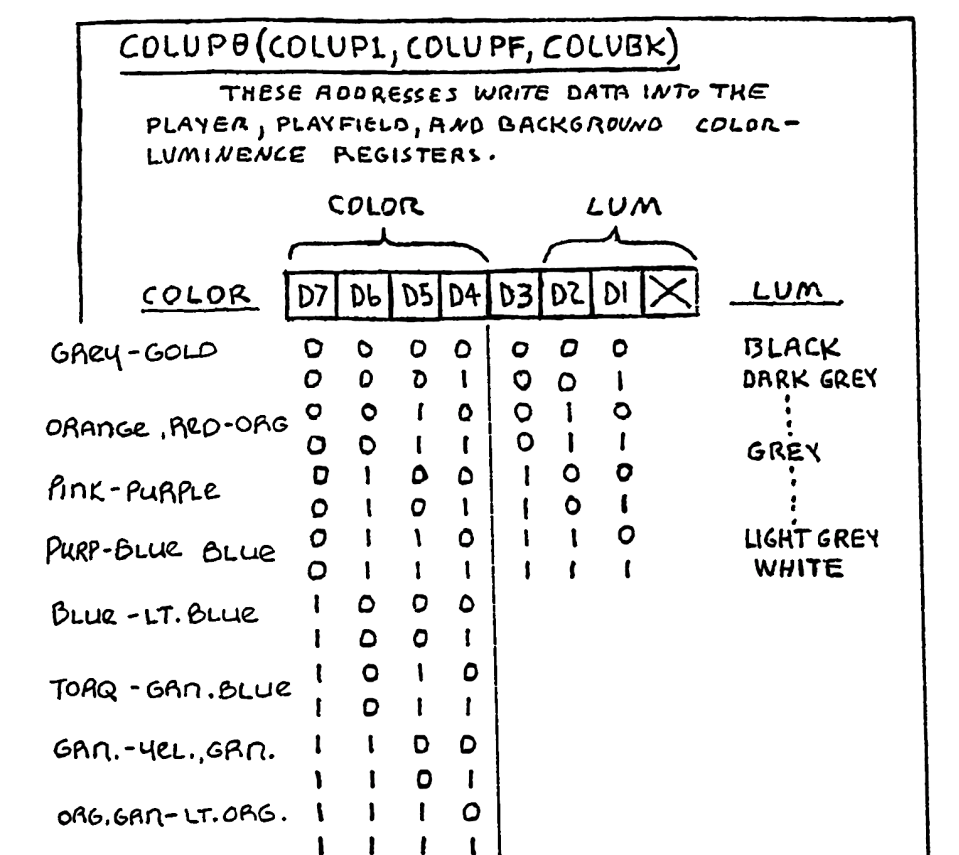 COLUP0(COLUP1, COLUPF, COLUBK)
THESE ADDRESSES WRITE DATA INTO THE
PLAYER, PLAYFIELD, AND BACKGROUND COLOR-
LUMINENCE REGISTERS.
COLOR LUM
COLOR D7 D6 D5 D4 D3 D2 D1 X LUM
GREY-GOLD 0 0 0 0 0 0 0 BLACK
0 0 0 1 0 0 1 DARK GREY
ORANGE, RED-ORG 0 0 1 0 0 1 0
0 0 1 1 0 1 1 GREY
PINK-PURPLE 0 1 0 0 1 0 0
0 1 0 1 1 0 1
PURP-BLUE BLUE 0 1 1 0 1 1 0 LIGHT GREY
0 1 1 1 1 1 1 WHITE
BLUE-LT. BLUE 1 0 0 0
1 0 0 1
TORQ-GRN. BLUE 1 0 1 0
1 0 1 1
GRN.-YEL., GRN. 1 1 0 0
1 1 0 1
ORG. GRN-LT. ORG. 1 1 1 0
1 1 1 1